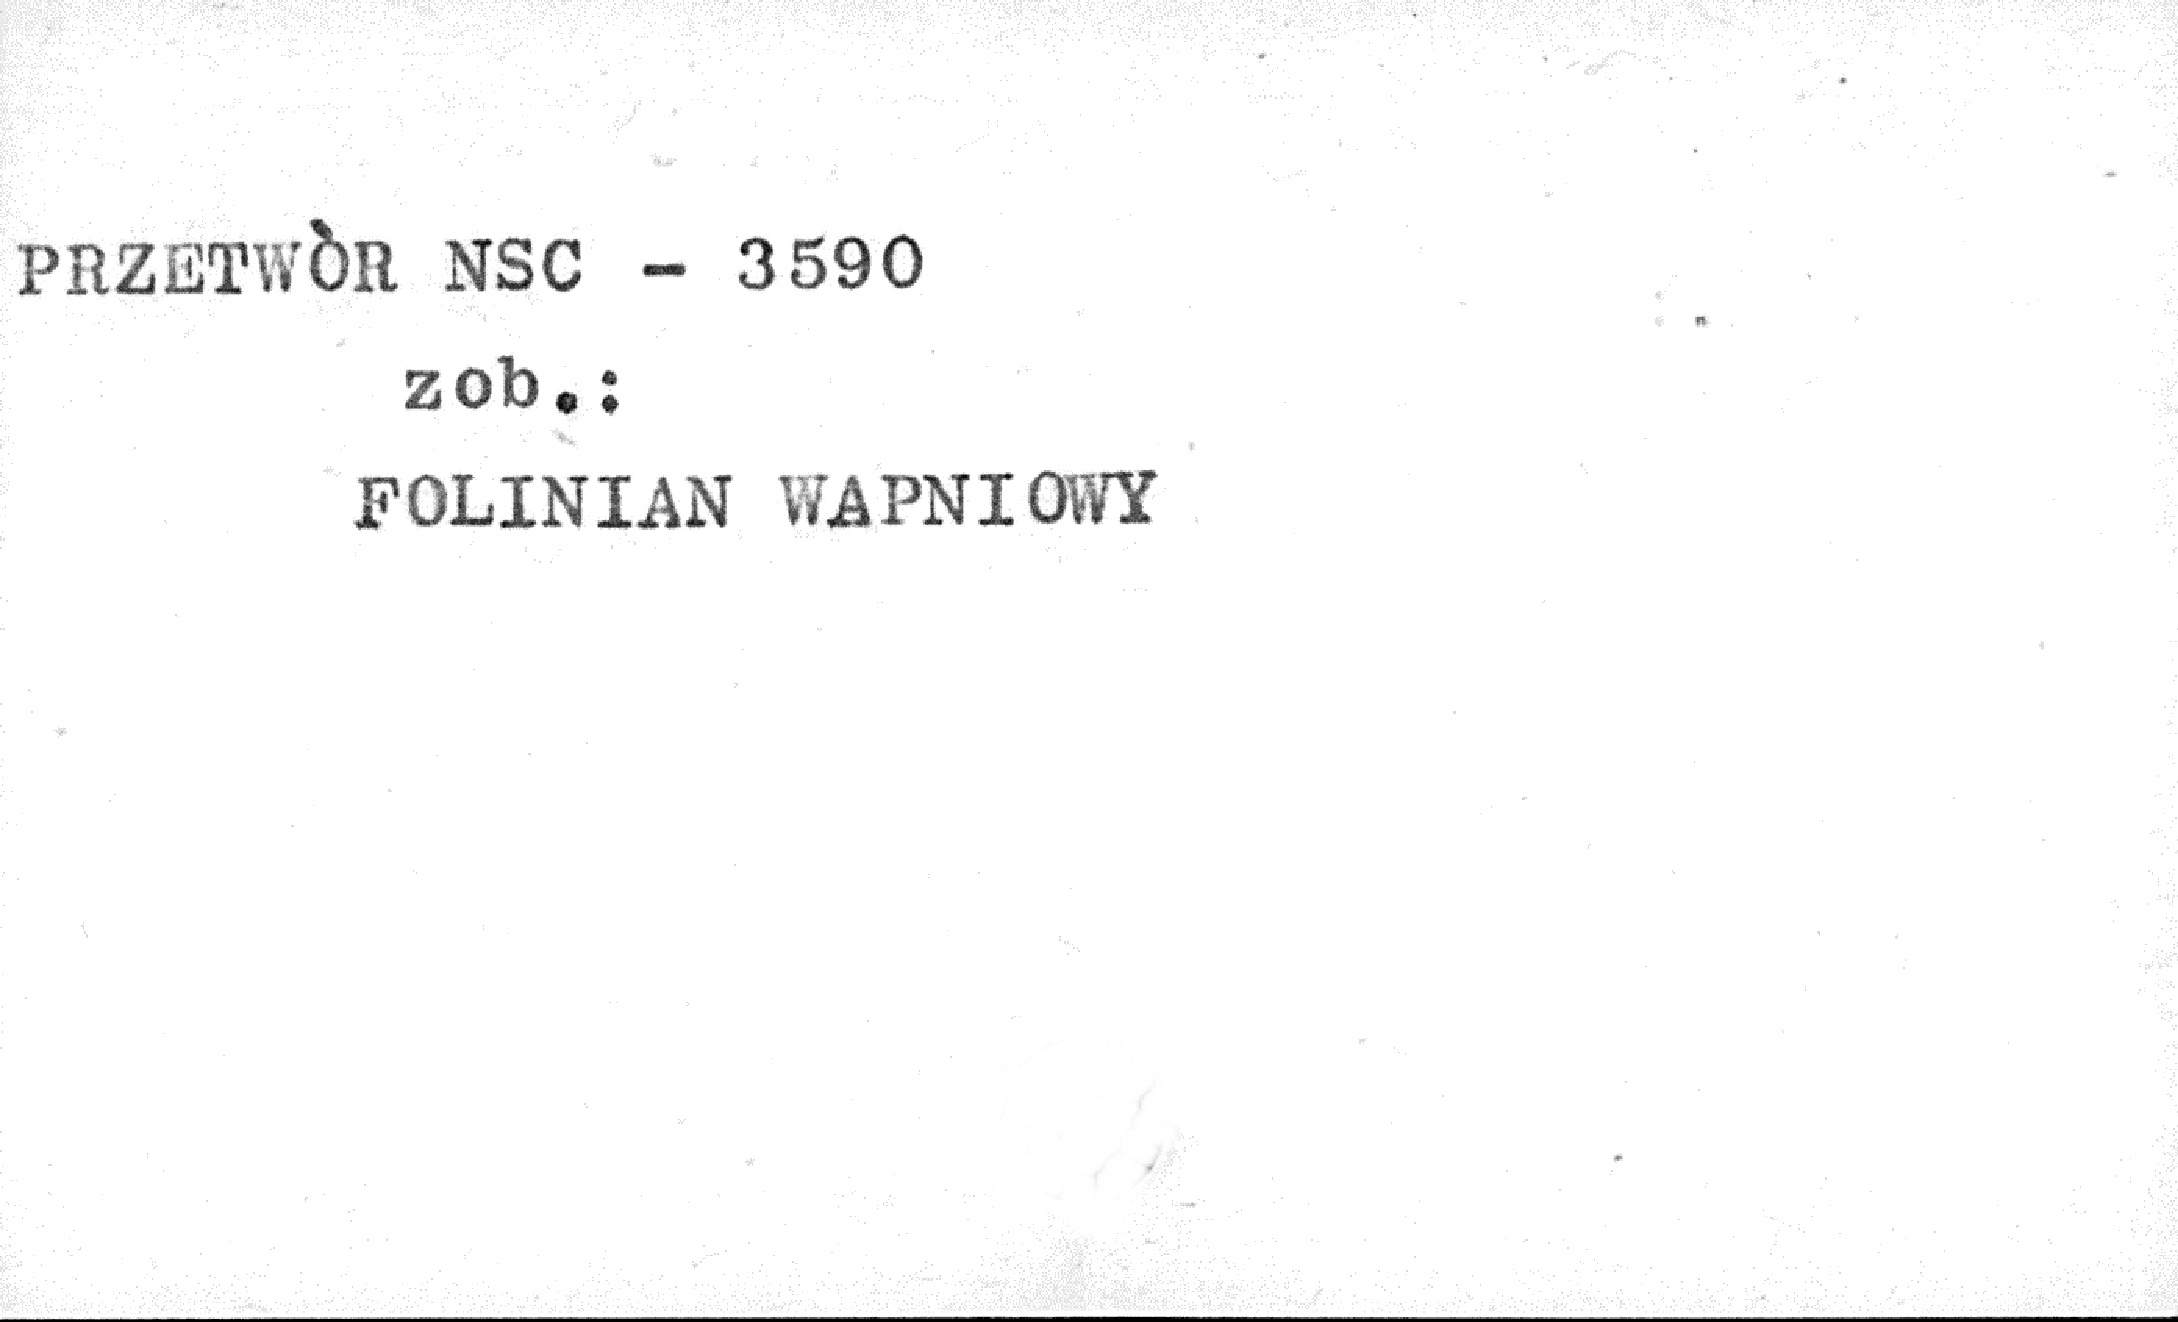 PRZETWÒR NSC - 3590
zob.:
FOLINIAN WAPNIOWY